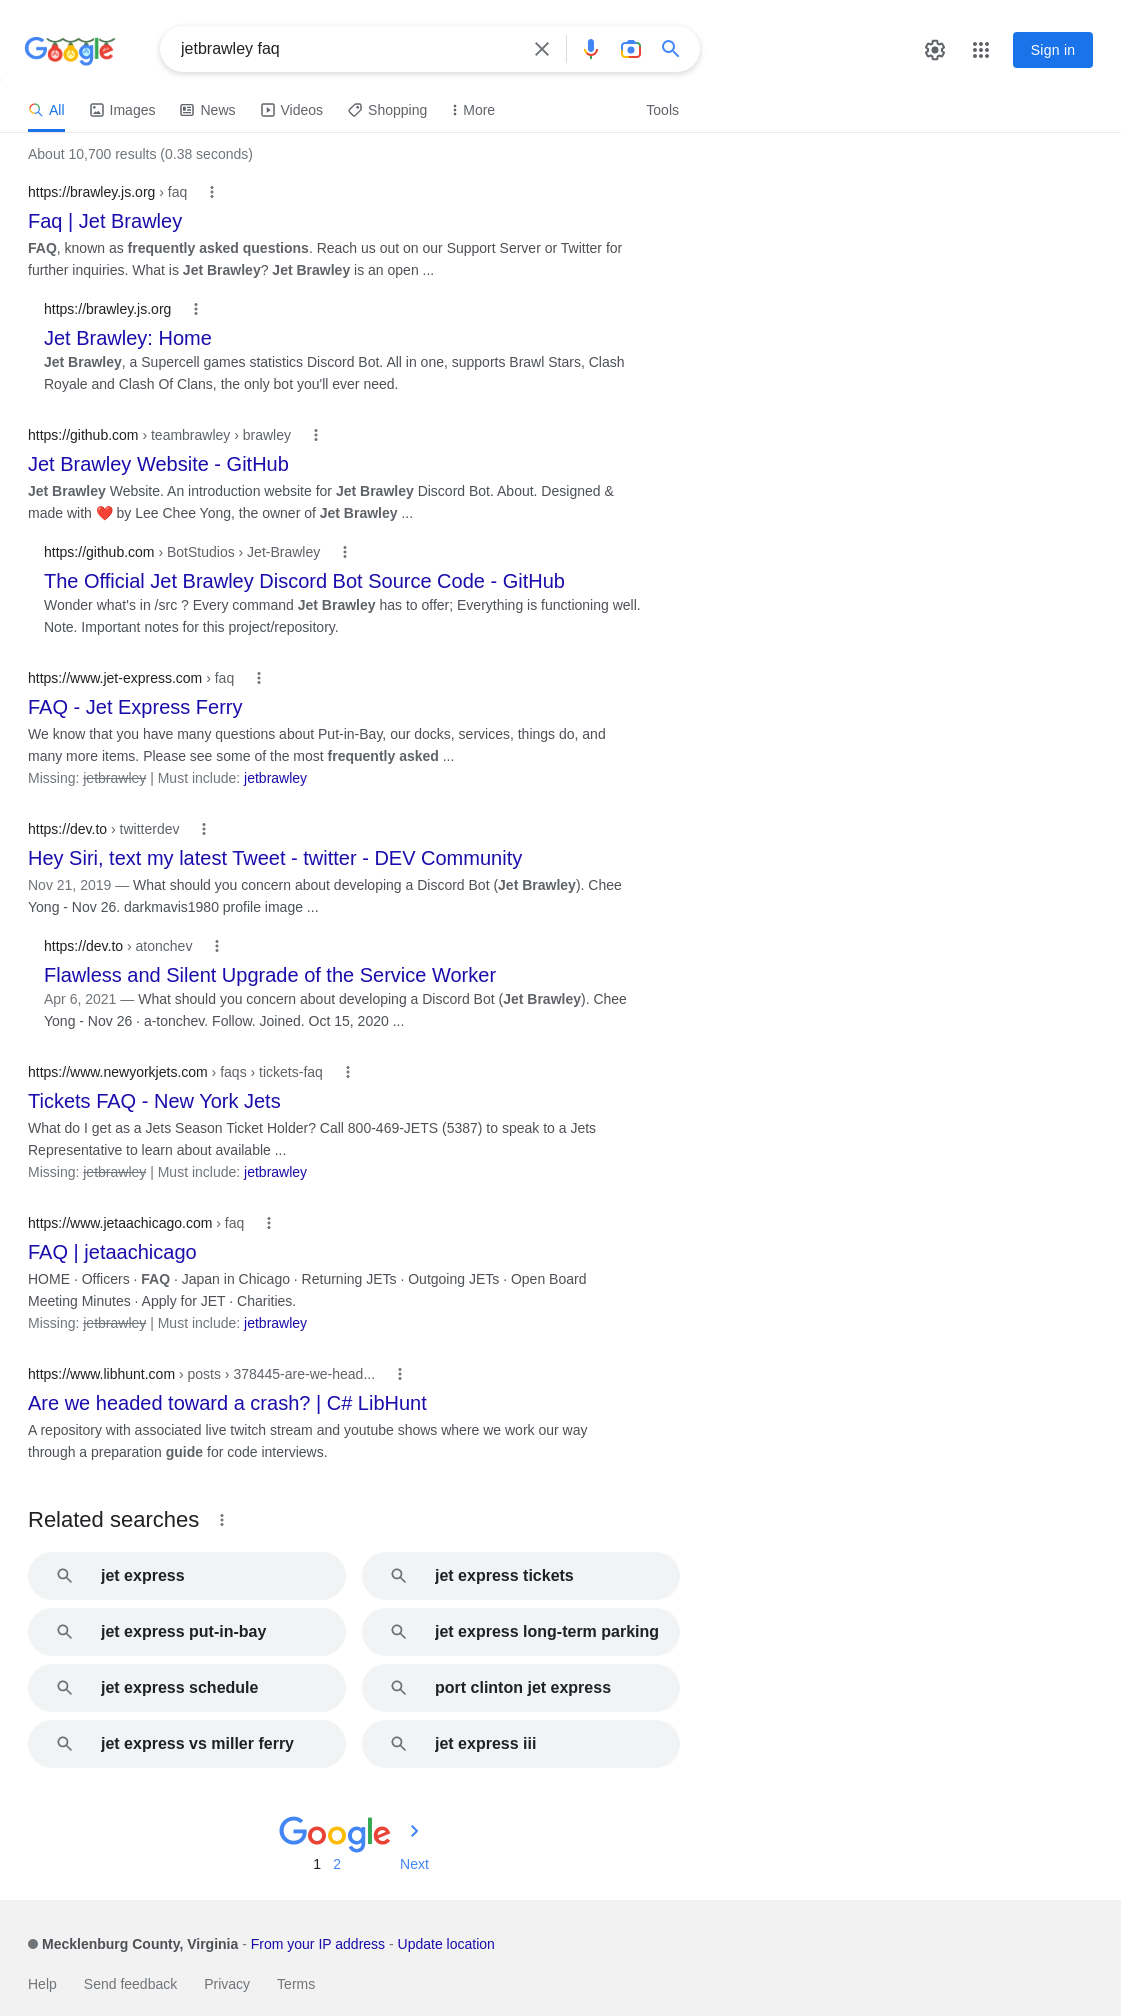 Google
jetbrawley faq
Sign in
All Images News Videos Shopping More Tools
About 10,700 results (0.38 seconds)
https://brawley.js.org › faq
Faq | Jet Brawley
FAQ, known as frequently asked questions. Reach us out on our Support Server or Twitter for
further inquiries. What is Jet Brawley? Jet Brawley is an open ...
https://brawley.js.org
Jet Brawley: Home
Jet Brawley, a Supercell games statistics Discord Bot. All in one, supports Brawl Stars, Clash
Royale and Clash Of Clans, the only bot you'll ever need.
https://github.com › teambrawley › brawley
Jet Brawley Website - GitHub
Jet Brawley Website. An introduction website for Jet Brawley Discord Bot. About. Designed &
made with ❤️ by Lee Chee Yong, the owner of Jet Brawley ...
https://github.com › BotStudios › Jet-Brawley
The Official Jet Brawley Discord Bot Source Code - GitHub
Wonder what's in /src ? Every command Jet Brawley has to offer; Everything is functioning well.
Note. Important notes for this project/repository.
https://www.jet-express.com › faq
FAQ - Jet Express Ferry
We know that you have many questions about Put-in-Bay, our docks, services, things do, and
many more items. Please see some of the most frequently asked ...
Missing: jetbrawley | Must include: jetbrawley
https://dev.to › twitterdev
Hey Siri, text my latest Tweet - twitter - DEV Community
Nov 21, 2019 — What should you concern about developing a Discord Bot (Jet Brawley). Chee
Yong - Nov 26. darkmavis1980 profile image ...
https://dev.to › atonchev
Flawless and Silent Upgrade of the Service Worker
Apr 6, 2021 — What should you concern about developing a Discord Bot (Jet Brawley). Chee
Yong - Nov 26 · a-tonchev. Follow. Joined. Oct 15, 2020 ...
https://www.newyorkjets.com › faqs › tickets-faq
Tickets FAQ - New York Jets
What do I get as a Jets Season Ticket Holder? Call 800-469-JETS (5387) to speak to a Jets
Representative to learn about available ...
Missing: jetbrawley | Must include: jetbrawley
https://www.jetaachicago.com › faq
FAQ | jetaachicago
HOME · Officers · FAQ · Japan in Chicago · Returning JETs · Outgoing JETs · Open Board
Meeting Minutes · Apply for JET · Charities.
Missing: jetbrawley | Must include: jetbrawley
https://www.libhunt.com › posts › 378445-are-we-head...
Are we headed toward a crash? | C# LibHunt
A repository with associated live twitch stream and youtube shows where we work our way
through a preparation guide for code interviews.
Related searches
jet express
jet express tickets
jet express put-in-bay
jet express long-term parking
jet express schedule
port clinton jet express
jet express vs miller ferry
jet express iii
Google
1 2 Next
Mecklenburg County, Virginia - From your IP address - Update location
Help Send feedback Privacy Terms